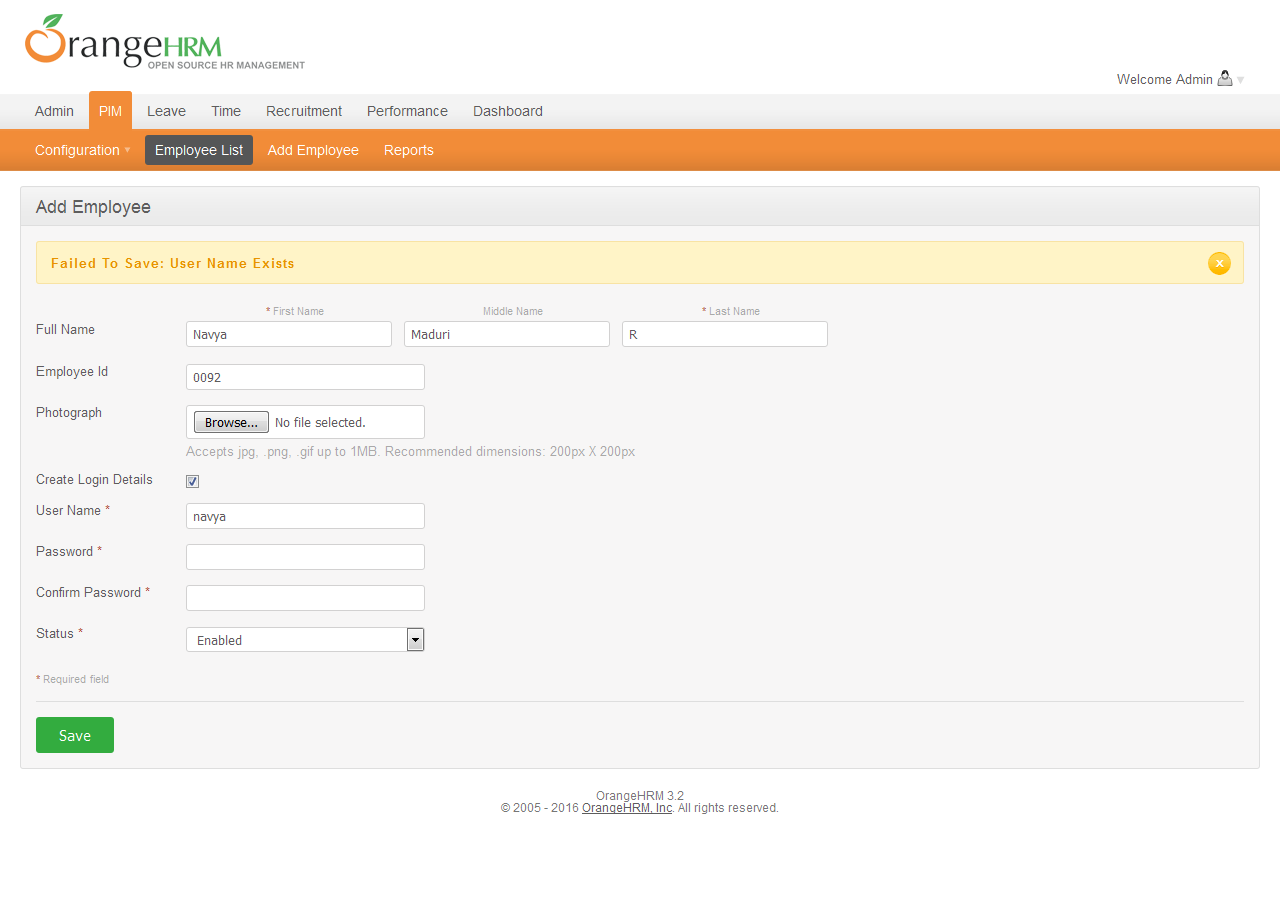 OrangeHRM
OPEN SOURCE HR MANAGEMENT
Welcome Admin
Admin PIM Leave Time Recruitment Performance Dashboard
Configuration Employee List Add Employee Reports
Add Employee
Failed To Save: User Name Exists
* First Name Middle Name * Last Name
Full Name Navya Maduri R
Employee Id 0092
Photograph Browse... No file selected.
Accepts jpg, .png, .gif up to 1MB. Recommended dimensions: 200px X 200px
Create Login Details
User Name * navya
Password *
Confirm Password *
Status * Enabled
* Required field
Save
OrangeHRM 3.2
© 2005 - 2016 OrangeHRM, Inc. All rights reserved.